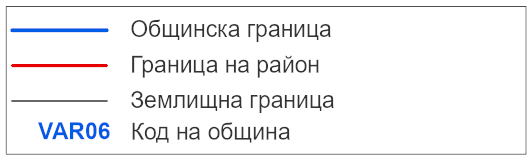 Общинска граница
Граница на район
Землищна граница
VAR06 Код на община